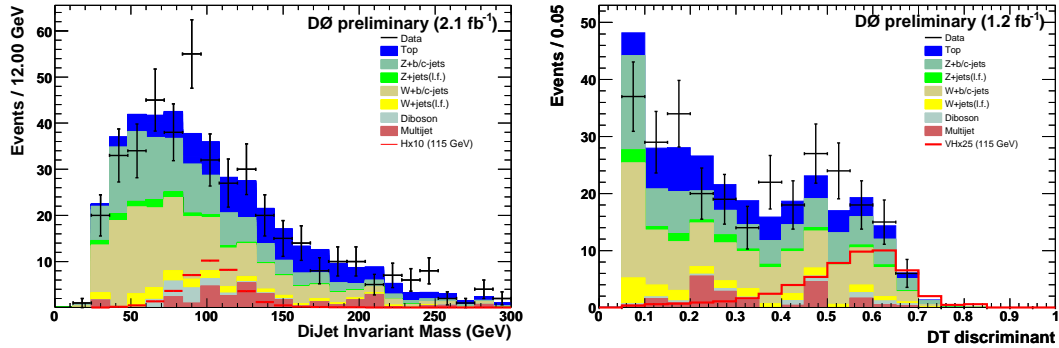 DØ preliminary (2.1 fb⁻¹)
Data
Top
Z+b/c-jets
Z+jets(l.f.)
W+b/c-jets
W+jets(l.f.)
Diboson
Multijet
Hx10 (115 GeV)
Events / 12.00 GeV
60
50
40
30
20
10
0 50 100 150 200 250 300
DiJet Invariant Mass (GeV)
DØ preliminary (1.2 fb⁻¹)
Data
Top
Z+b/c-jets
Z+jets(l.f.)
W+b/c-jets
W+jets(l.f.)
Diboson
Multijet
VHx25 (115 GeV)
Events / 0.05
50
40
30
20
10
0
0 0.1 0.2 0.3 0.4 0.5 0.6 0.7 0.8 0.9 1
DT discriminant